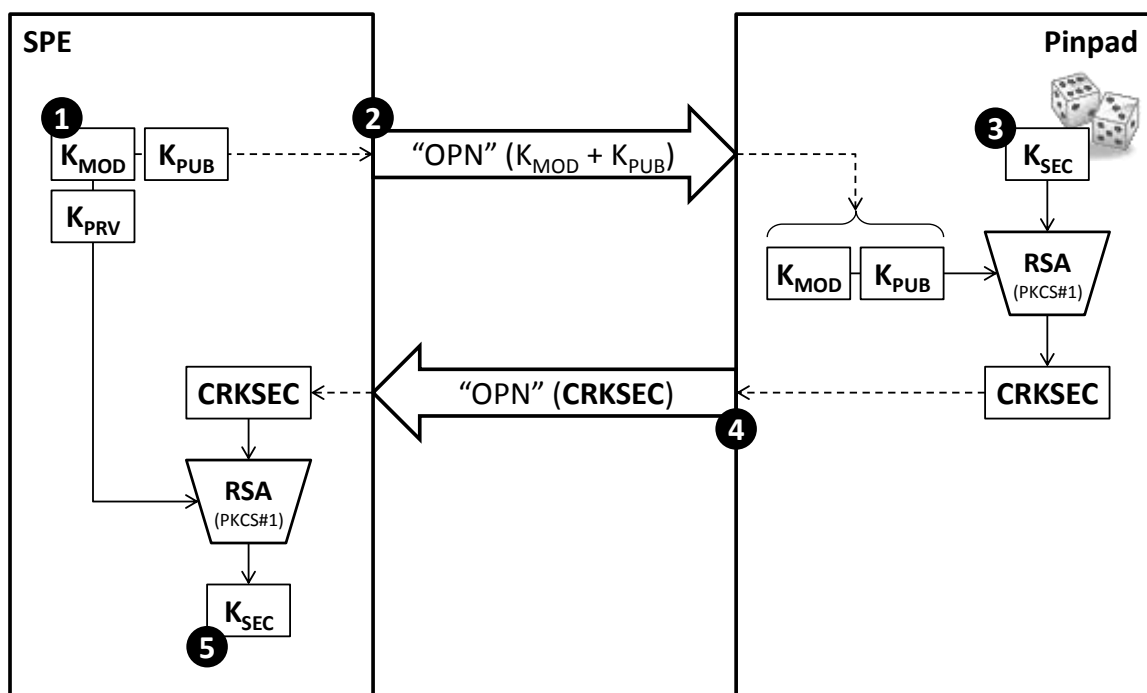 SPE
Pinpad
1
2
3
K_MOD
K_PUB
“OPN” (K_MOD + K_PUB)
K_SEC
K_PRV
K_MOD
K_PUB
RSA
(PKCS#1)
CRKSEC
“OPN” (CRKSEC)
CRKSEC
4
RSA
(PKCS#1)
K_SEC
5